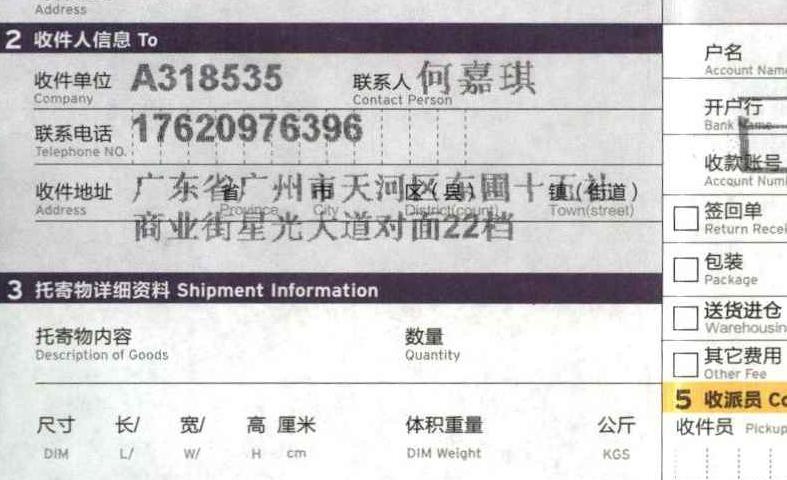 Address
2 收件人信息 To
收件单位 A318535 联系人 何嘉琪
Company Contact Person
联系电话 17620976396
Telephone NO.
收件地址 广东省广州市天河区东圃十五社
省 市 区（县） 镇（街道）
Address Province City District(count) Town(street)
商业街星光大道对面22档
3 托寄物详细资料 Shipment Information
托寄物内容 数量
Description of Goods Quantity
尺寸 长/ 宽/ 高 厘米 体积重量 公斤
DIM L/ W/ H cm DIM Weight KGS
户名
Account Name
开户行
Bank Name
收款账号
Account Num
签回单
Return Recei
包装
Package
送货进仓
Warehousin
其它费用
Other Fee
5 收派员 Co
收件员 Pickup